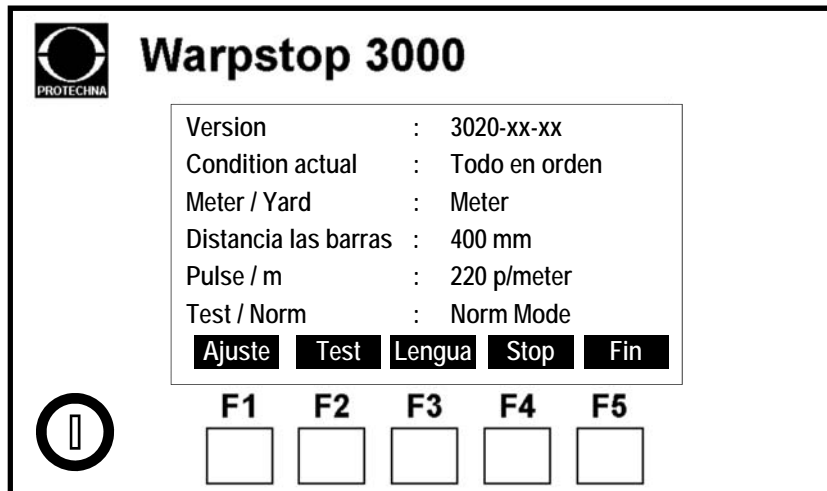 PROTECHNA
Warpstop 3000
Version : 3020-xx-xx
Condition actual : Todo en orden
Meter / Yard : Meter
Distancia las barras : 400 mm
Pulse / m : 220 p/meter
Test / Norm : Norm Mode
Ajuste Test Lengua Stop Fin
F1 F2 F3 F4 F5